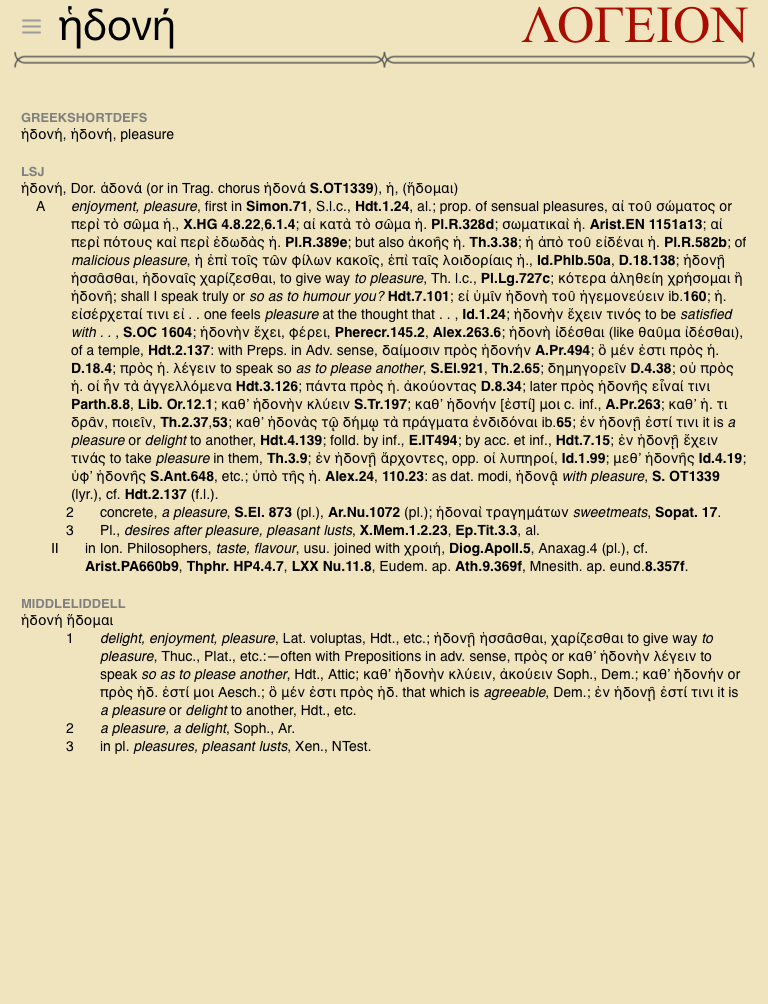 ἡδονή ΛΟΓΕΙΟΝ
GREEKSHORTDEFS
ἡδονή, ἡδονή, pleasure
LSJ
ἡδονή, Dor. ἁδονά (or in Trag. chorus ἡδονά S.OT1339), ἡ, (ἥδομαι)
A enjoyment, pleasure, first in Simon.71, S.l.c., Hdt.1.24, al.; prop. of sensual pleasures, αἱ τοῦ σώματος or
περὶ τὸ σῶμα ἡ., X.HG 4.8.22,6.1.4; αἱ κατὰ τὸ σῶμα ἡ. Pl.R.328d; σωματικαὶ ἡ. Arist.EN 1151a13; αἱ
περὶ πότους καὶ περὶ ἐδωδὰς ἡ. Pl.R.389e; but also ἀκοῆς ἡ. Th.3.38; ἡ ἀπὸ τοῦ εἰδέναι ἡ. Pl.R.582b; of
malicious pleasure, ἡ ἐπὶ τοῖς τῶν φίλων κακοῖς, ἐπὶ ταῖς λοιδορίαις ἡ., Id.Phlb.50a, D.18.138; ἡδονῇ
ἡσσᾶσθαι, ἡδοναῖς χαρίζεσθαι, to give way to pleasure, Th. l.c., Pl.Lg.727c; κότερα ἀληθείη χρήσομαι ἢ
ἡδονῆ; shall I speak truly or so as to humour you? Hdt.7.101; εἰ ὑμῖν ἡδονὴ τοῦ ἡγεμονεύειν ib.160; ἡ.
εἰσέρχεταί τινι εἰ . . one feels pleasure at the thought that . . , Id.1.24; ἡδονὴν ἔχειν τινός to be satisfied
with . . , S.OC 1604; ἡδονὴν ἔχει, φέρει, Pherecr.145.2, Alex.263.6; ἡδονὴ ἰδέσθαι (like θαῦμα ἰδέσθαι),
of a temple, Hdt.2.137: with Preps. in Adv. sense, δαίμοσιν πρὸς ἡδονήν A.Pr.494; ὃ μέν ἐστι πρὸς ἡ.
D.18.4; πρὸς ἡ. λέγειν to speak so as to please another, S.El.921, Th.2.65; δημηγορεῖν D.4.38; οὐ πρὸς
ἡ. οἱ ἦν τὰ ἀγγελλόμενα Hdt.3.126; πάντα πρὸς ἡ. ἀκούοντας D.8.34; later πρὸς ἡδονῆς εἶναί τινι
Parth.8.8, Lib. Or.12.1; καθ’ ἡδονὴν κλύειν S.Tr.197; καθ’ ἡδονήν [ἐστί] μοι c. inf., A.Pr.263; καθ’ ἡ. τι
δρᾶν, ποιεῖν, Th.2.37,53; καθ’ ἡδονὰς τῷ δήμῳ τὰ πράγματα ἐνδιδόναι ib.65; ἐν ἡδονῇ ἐστί τινι it is a
pleasure or delight to another, Hdt.4.139; folld. by inf., E.IT494; by acc. et inf., Hdt.7.15; ἐν ἡδονῇ ἔχειν
τινάς to take pleasure in them, Th.3.9; ἐν ἡδονῇ ἄρχοντες, opp. οἱ λυπηροί, Id.1.99; μεθ’ ἡδονῆς Id.4.19;
ὑφ’ ἡδονῆς S.Ant.648, etc.; ὑπὸ τῆς ἡ. Alex.24, 110.23: as dat. modi, ἡδονᾷ with pleasure, S. OT1339
(lyr.), cf. Hdt.2.137 (f.l.).
2 concrete, a pleasure, S.El. 873 (pl.), Ar.Nu.1072 (pl.); ἡδοναὶ τραγημάτων sweetmeats, Sopat. 17.
3 Pl., desires after pleasure, pleasant lusts, X.Mem.1.2.23, Ep.Tit.3.3, al.
II in Ion. Philosophers, taste, flavour, usu. joined with χροιή, Diog.Apoll.5, Anaxag.4 (pl.), cf.
Arist.PA660b9, Thphr. HP4.4.7, LXX Nu.11.8, Eudem. ap. Ath.9.369f, Mnesith. ap. eund.8.357f.
MIDDLELIDDELL
ἡδονή ἥδομαι
1 delight, enjoyment, pleasure, Lat. voluptas, Hdt., etc.; ἡδονῇ ἡσσᾶσθαι, χαρίζεσθαι to give way to
pleasure, Thuc., Plat., etc.:—often with Prepositions in adv. sense, πρὸς or καθ’ ἡδονὴν λέγειν to
speak so as to please another, Hdt., Attic; καθ’ ἡδονὴν κλύειν, ἀκούειν Soph., Dem.; καθ’ ἡδονήν or
πρὸς ἡδ. ἐστί μοι Aesch.; ὃ μέν ἐστι πρὸς ἡδ. that which is agreeable, Dem.; ἐν ἡδονῇ ἐστί τινι it is
a pleasure or delight to another, Hdt., etc.
2 a pleasure, a delight, Soph., Ar.
3 in pl. pleasures, pleasant lusts, Xen., NTest.